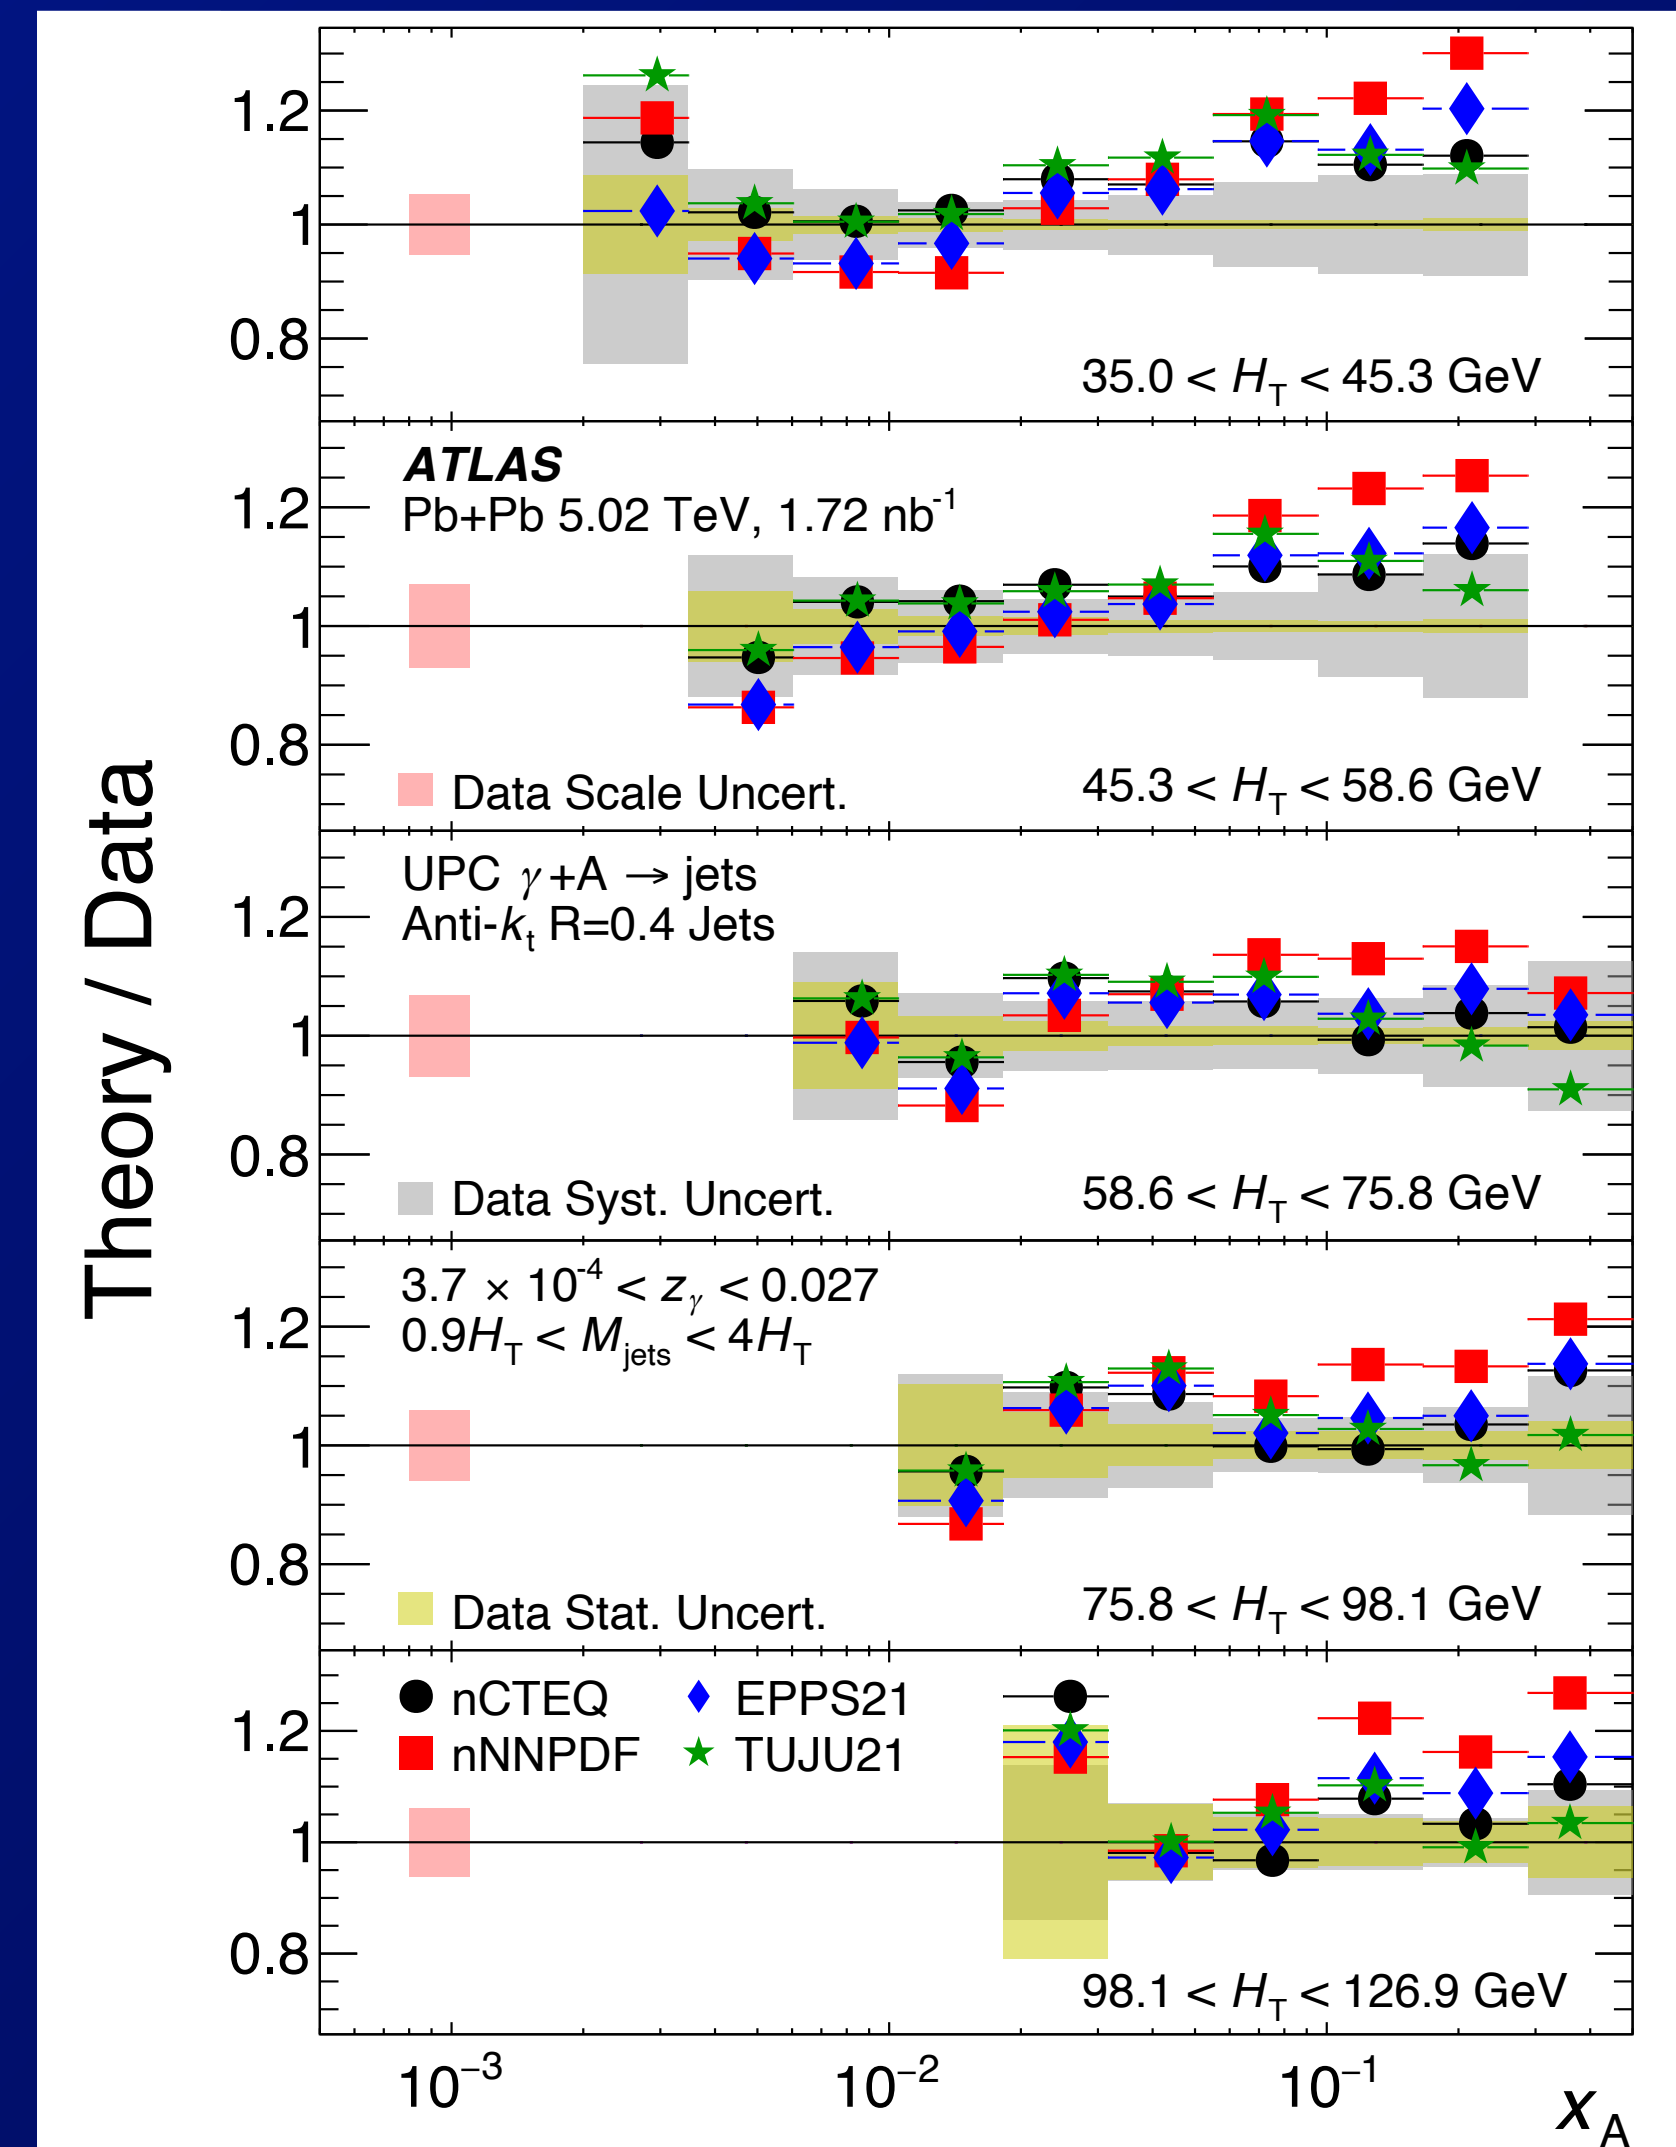 Theory / Data
1.2
1
0.8
35.0 < H_T < 45.3 GeV
ATLAS
Pb+Pb 5.02 TeV, 1.72 nb⁻¹
1.2
1
0.8
Data Scale Uncert.
45.3 < H_T < 58.6 GeV
UPC γ+A → jets
Anti-k_t R=0.4 Jets
1.2
1
0.8
Data Syst. Uncert.
58.6 < H_T < 75.8 GeV
3.7 × 10⁻⁴ < z_γ < 0.027
0.9H_T < M_jets < 4H_T
1.2
1
0.8
Data Stat. Uncert.
75.8 < H_T < 98.1 GeV
nCTEQ EPPS21
nNNPDF TUJU21
1.2
1
0.8
98.1 < H_T < 126.9 GeV
10⁻³ 10⁻² 10⁻¹
x_A